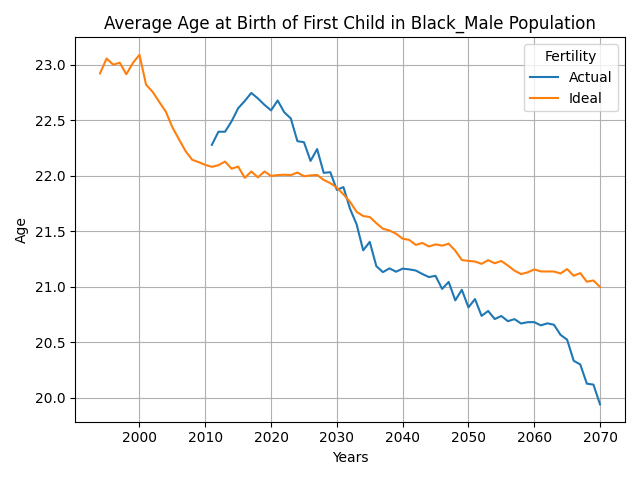 Average Age at Birth of First Child in Black_Male Population
Fertility
Actual
Ideal
Age
23.0
22.5
22.0
21.5
21.0
20.5
20.0
2000 2010 2020 2030 2040 2050 2060 2070
Years